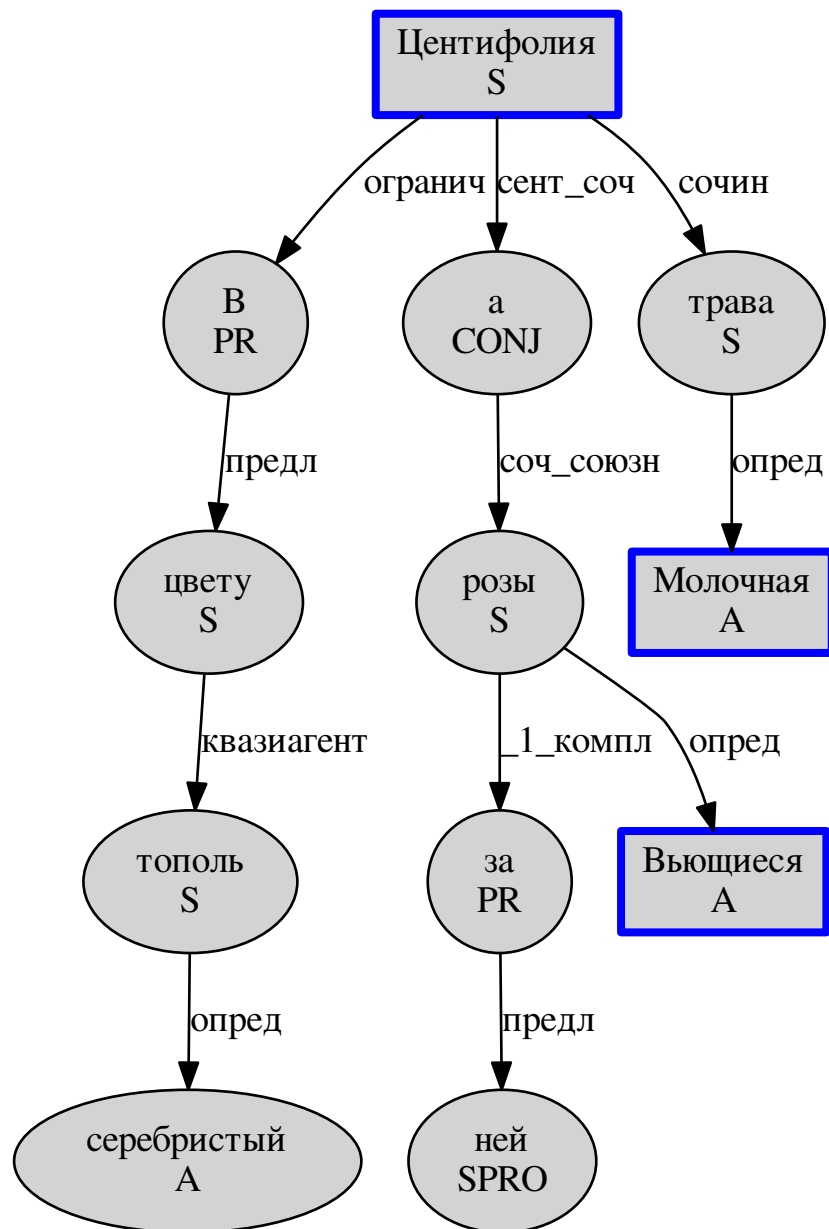 Центифолия
S
огранич сент_соч сочин
В
PR
а
CONJ
трава
S
предл соч_союзн опред
цвету
S
розы
S
Молочная
A
квазиагент _1_компл опред
тополь
S
за
PR
Вьющиеся
A
опред предл
серебристый
A
ней
SPRO